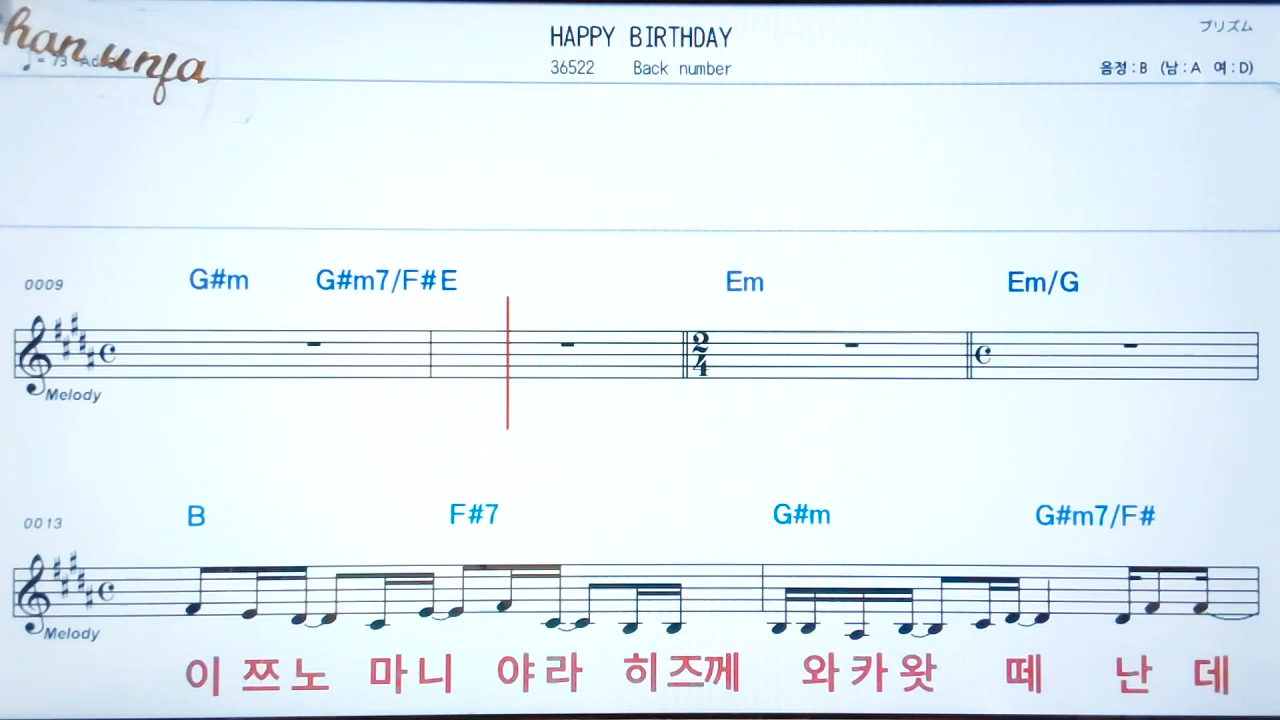 han unja
HAPPY BIRTHDAY
プリズム
36522 Back number
음정:B (남:A 여:D)
0009 G#m G#m7/F# E Em Em/G
2
4
Melody
0013 B F#7 G#m G#m7/F#
Melody
이 쯔 노 마 니 야 라 히 즈 께 와 카 왓 떼 난 데